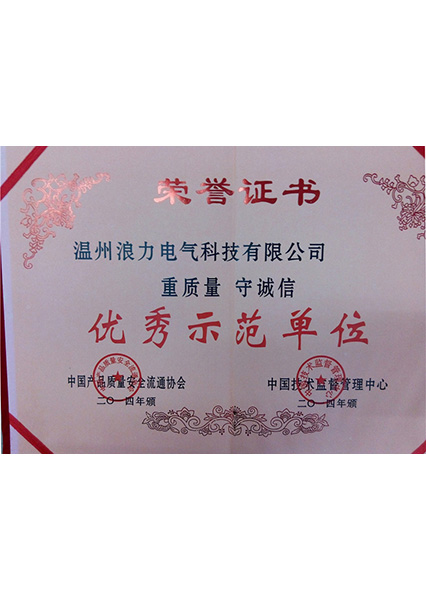 荣誉证书
温州浪力电气科技有限公司
重质量 守诚信
优秀示范单位
中国产品质量安全流通协会 中国技术监督管理中心
二〇一四年颁 二〇一四年颁